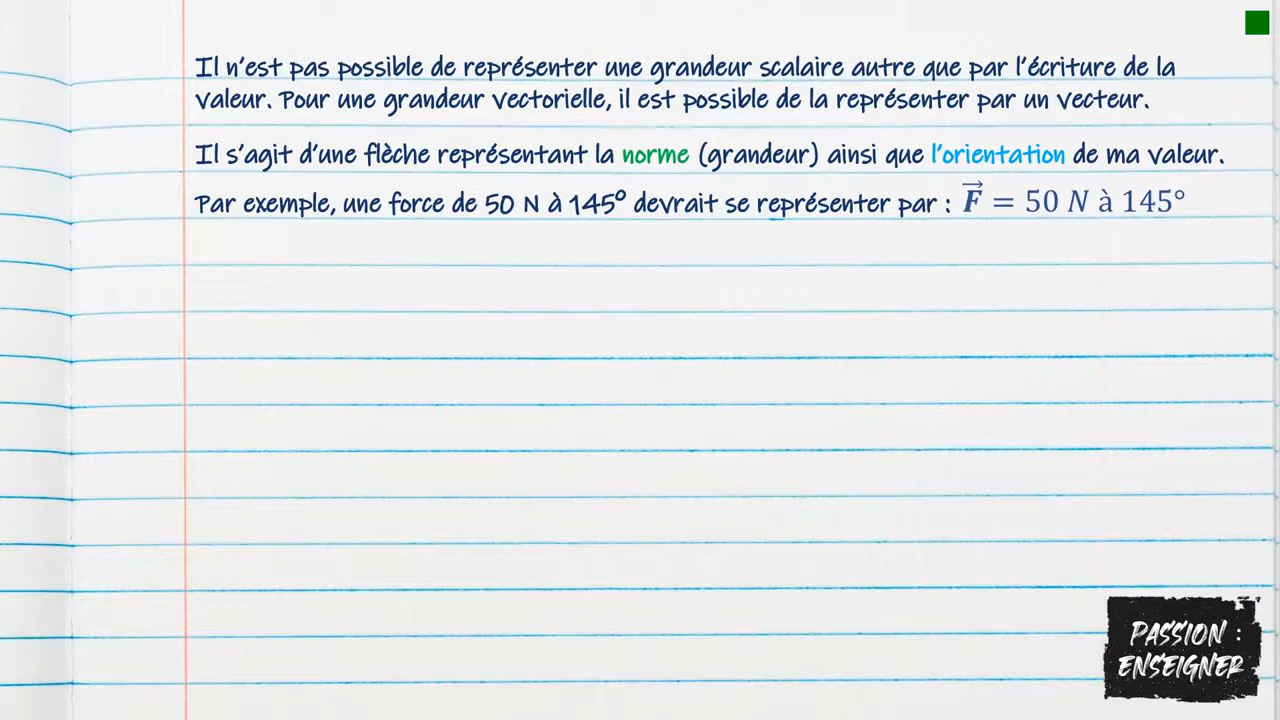 Il n'est pas possible de représenter une grandeur scalaire autre que par l'écriture de la
valeur. Pour une grandeur vectorielle, il est possible de la représenter par un vecteur.
Il s'agit d'une flèche représentant la norme (grandeur) ainsi que l'orientation de ma valeur.
Par exemple, une force de 50 N à 145° devrait se représenter par : F⃗ = 50 N à 145°
PASSION :
ENSEIGNER